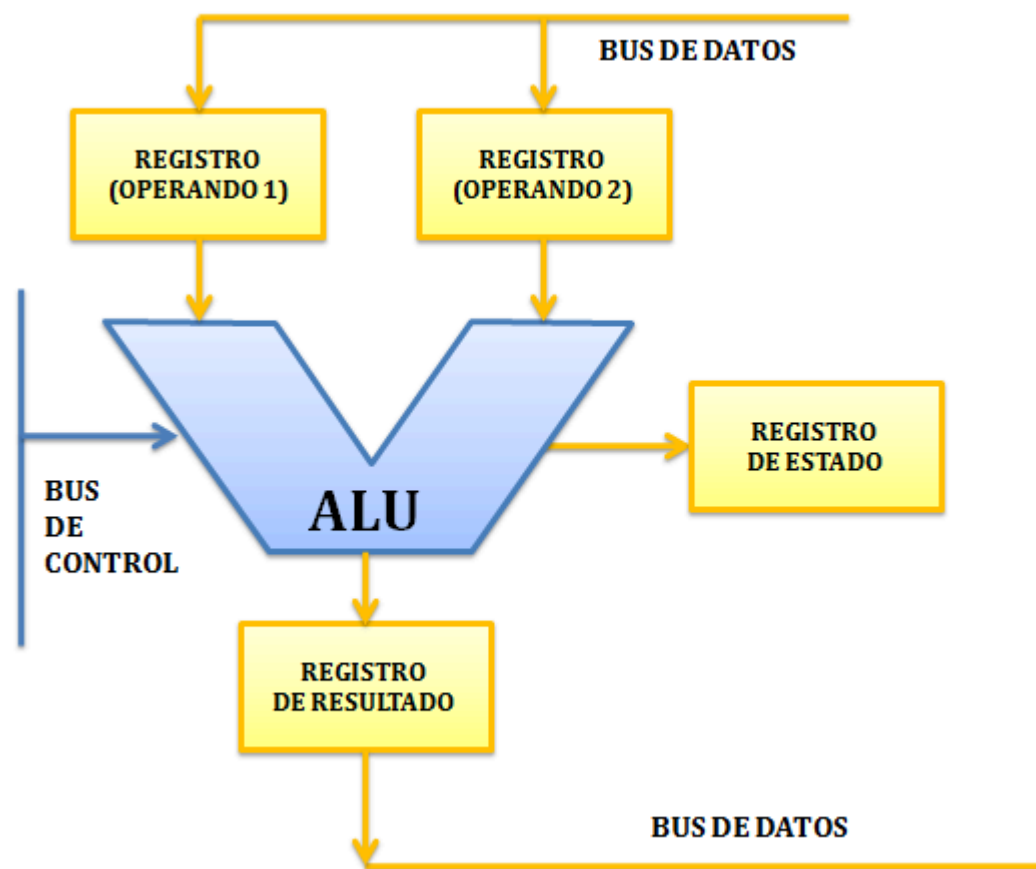 BUS DE DATOS
REGISTRO
(OPERANDO 1)
REGISTRO
(OPERANDO 2)
REGISTRO
DE ESTADO
BUS
DE
CONTROL
ALU
REGISTRO
DE RESULTADO
BUS DE DATOS